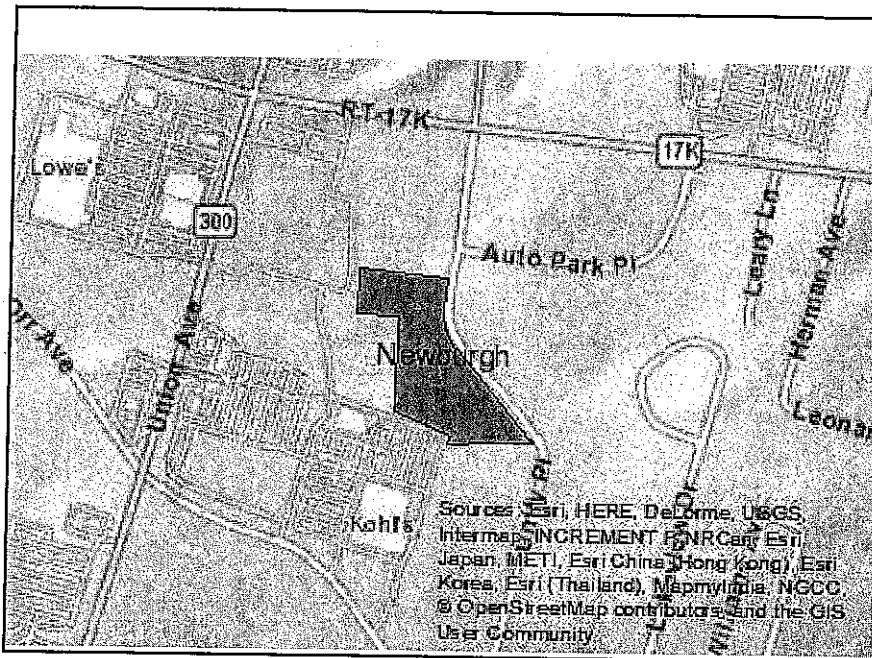 RT-17K
17K
Lowe's
300
Auto Park Pl
Leary Ln
Herman Ave
Union Ave
Newburgh
Orr Ave
Kohl's
Sources: Esri, HERE, DeLorme, USGS,
Intermap, INCREMENT P, NRCan, Esri
Japan, METI, Esri China (Hong Kong), Esri
Korea, Esri (Thailand), MapmyIndia, NGCC,
© OpenStreetMap contributors, and the GIS
User Community